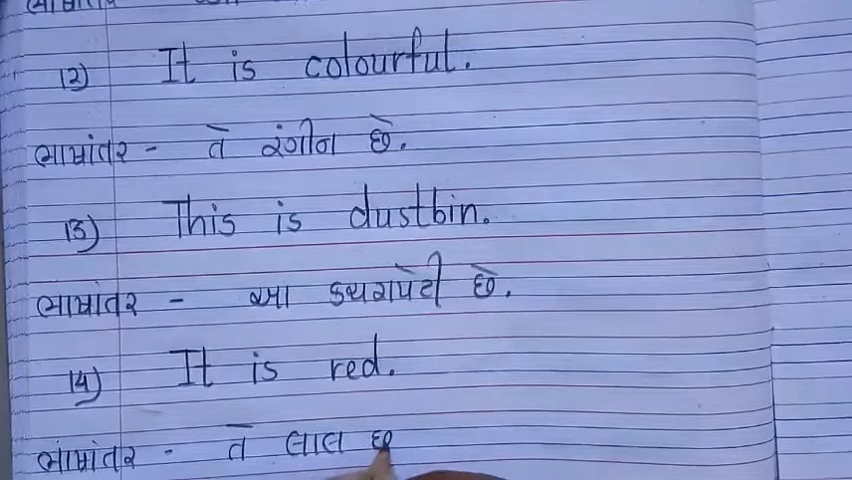 12) It is colourful.
ભાષાંતર - તે રંગીન છે.
13) This is dustbin.
ભાષાંતર - આ કચરાપેટી છે.
14) It is red.
ભાષાંતર - તે લાલ છ